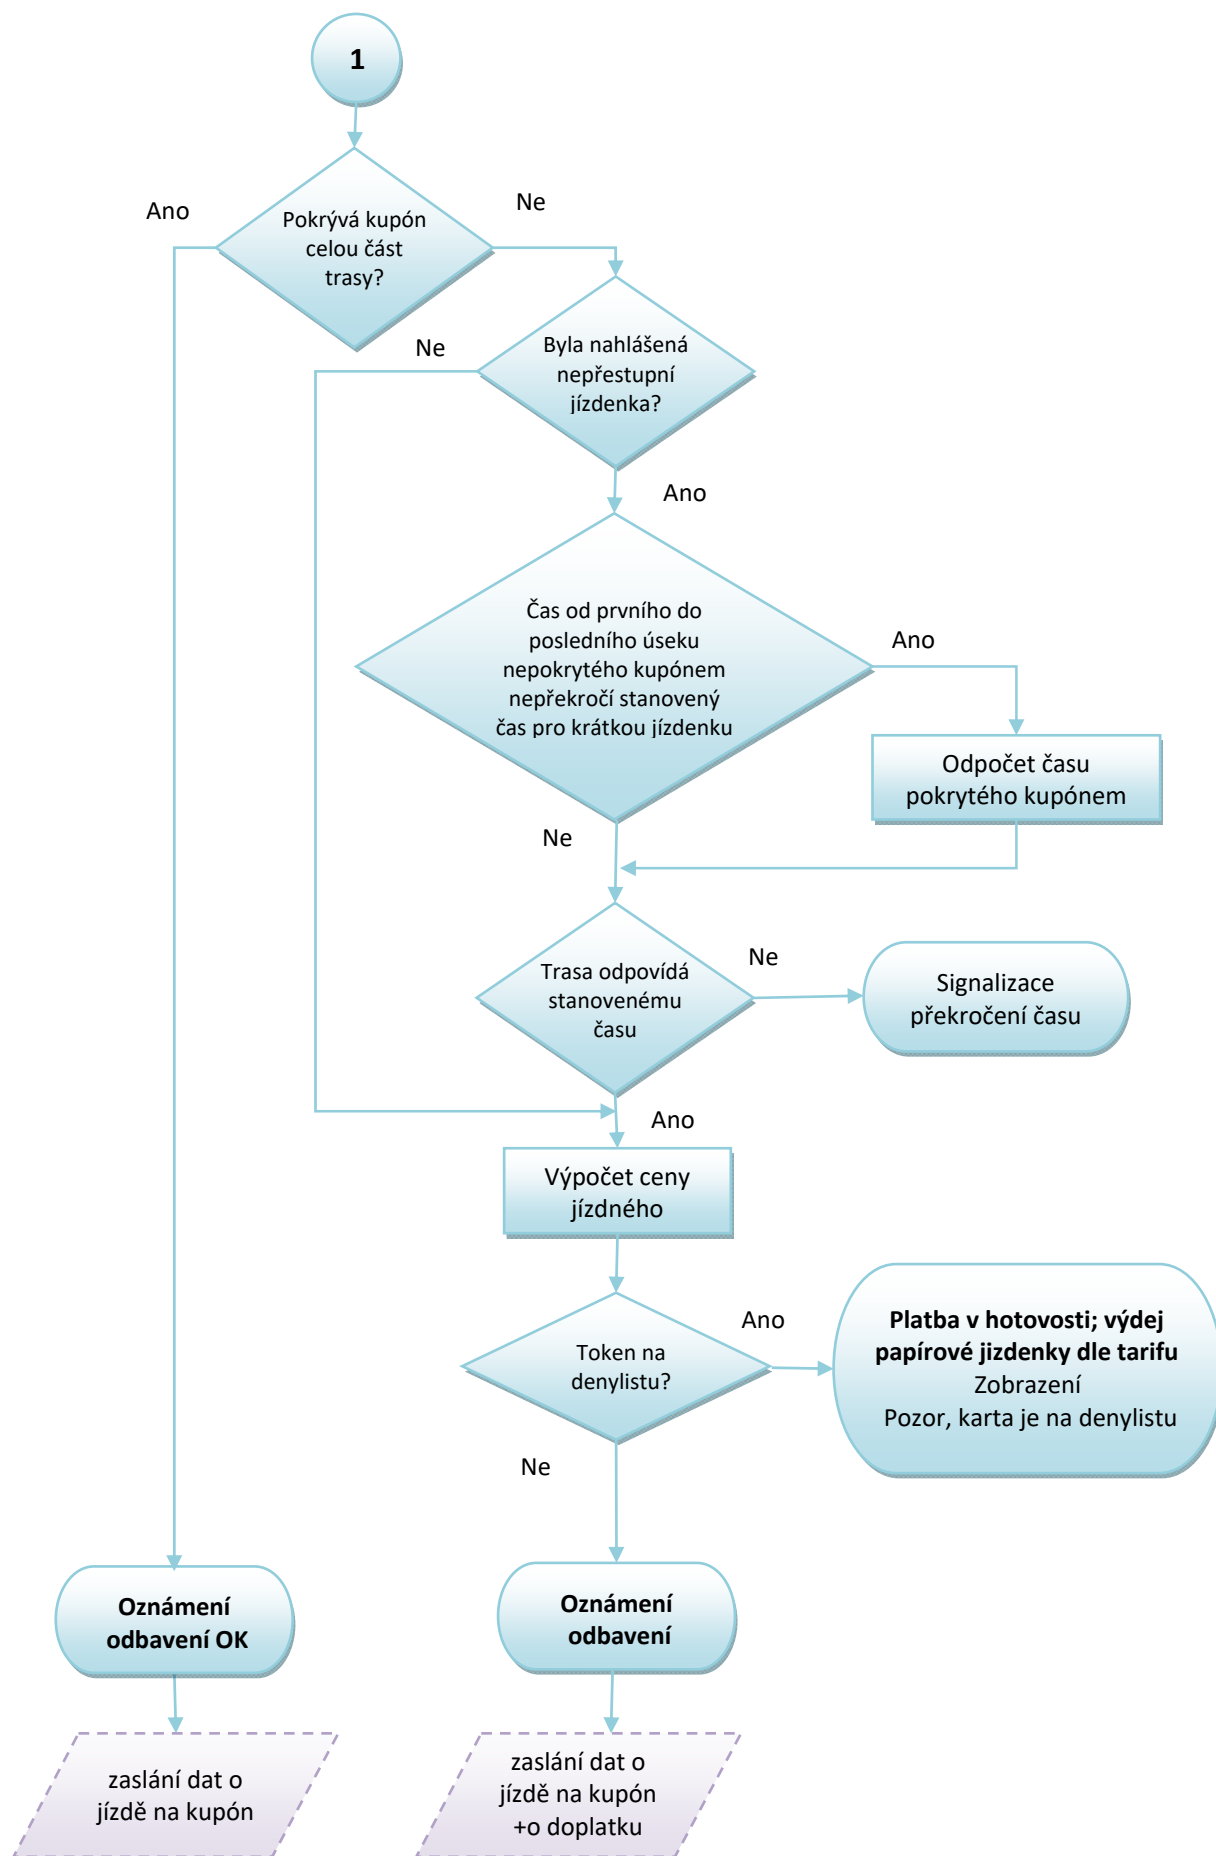 1
Ano
Ne
Pokrývá kupón
celou část
trasy?
Ne
Byla nahlášená
nepřestupní
jízdenka?
Ano
Čas od prvního do
posledního úseku
nepokrytého kupónem
nepřekročí stanovený
čas pro krátkou jízdenku
Ano
Odpočet času
pokrytého kupónem
Ne
Trasa odpovídá
stanovenému
času
Ne
Signalizace
překročení času
Ano
Výpočet ceny
jízdného
Token na
denylistu?
Ano
Platba v hotovosti; výdej
papírové jizdenky dle tarifu
Zobrazení
Pozor, karta je na denylistu
Ne
Oznámení
odbavení OK
Oznámení
odbavení
zaslání dat o
jízdě na kupón
zaslání dat o
jízdě na kupón
+o doplatku